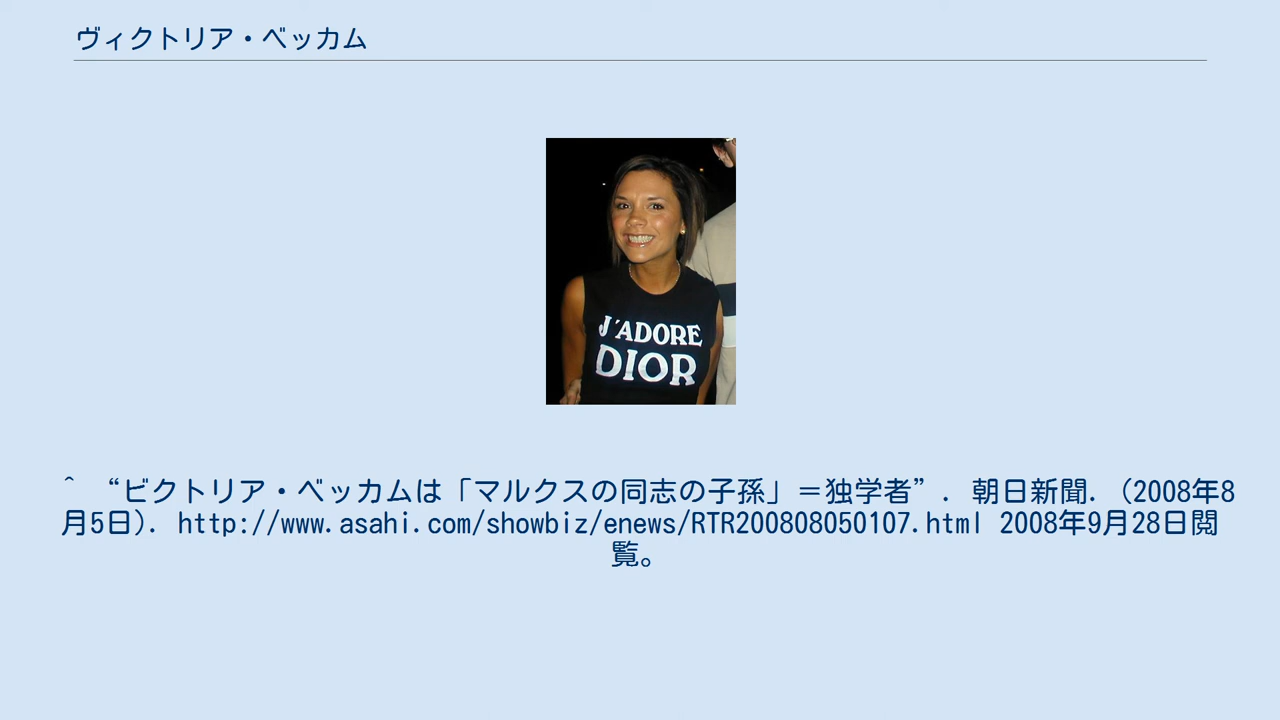 ヴィクトリア・ベッカム
J'ADORE
DIOR
^ “ビクトリア・ベッカムは「マルクスの同志の子孫」＝独学者”. 朝日新聞. (2008年8
月5日). http://www.asahi.com/showbiz/enews/RTR200808050107.html 2008年9月28日閲
覧。